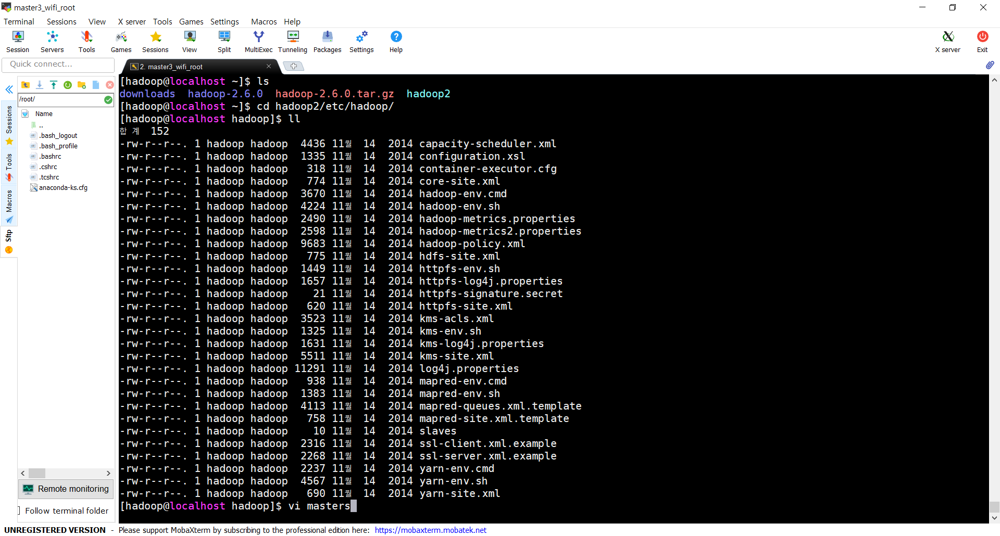 master3_wifi_root
Terminal Sessions View X server Tools Games Settings Macros Help
Session Servers Tools Games Sessions View Split MultiExec Tunneling Packages Settings Help X server Exit
Quick connect...
2. master3_wifi_root
/root/
Name
..
.bash_logout
.bash_profile
.bashrc
.cshrc
.tcshrc
anaconda-ks.cfg
Sessions
Tools
Macros
Sftp
Remote monitoring
Follow terminal folder
[hadoop@localhost ~]$ ls
downloads  hadoop-2.6.0  hadoop-2.6.0.tar.gz  hadoop2
[hadoop@localhost ~]$ cd hadoop2/etc/hadoop/
[hadoop@localhost hadoop]$ ll
합계 152
-rw-r--r--. 1 hadoop hadoop  4436 11월 14  2014 capacity-scheduler.xml
-rw-r--r--. 1 hadoop hadoop  1335 11월 14  2014 configuration.xsl
-rw-r--r--. 1 hadoop hadoop   318 11월 14  2014 container-executor.cfg
-rw-r--r--. 1 hadoop hadoop   774 11월 14  2014 core-site.xml
-rw-r--r--. 1 hadoop hadoop  3670 11월 14  2014 hadoop-env.cmd
-rw-r--r--. 1 hadoop hadoop  4224 11월 14  2014 hadoop-env.sh
-rw-r--r--. 1 hadoop hadoop  2490 11월 14  2014 hadoop-metrics.properties
-rw-r--r--. 1 hadoop hadoop  2598 11월 14  2014 hadoop-metrics2.properties
-rw-r--r--. 1 hadoop hadoop  9683 11월 14  2014 hadoop-policy.xml
-rw-r--r--. 1 hadoop hadoop   775 11월 14  2014 hdfs-site.xml
-rw-r--r--. 1 hadoop hadoop  1449 11월 14  2014 httpfs-env.sh
-rw-r--r--. 1 hadoop hadoop  1657 11월 14  2014 httpfs-log4j.properties
-rw-r--r--. 1 hadoop hadoop    21 11월 14  2014 httpfs-signature.secret
-rw-r--r--. 1 hadoop hadoop   620 11월 14  2014 httpfs-site.xml
-rw-r--r--. 1 hadoop hadoop  3523 11월 14  2014 kms-acls.xml
-rw-r--r--. 1 hadoop hadoop  1325 11월 14  2014 kms-env.sh
-rw-r--r--. 1 hadoop hadoop  1631 11월 14  2014 kms-log4j.properties
-rw-r--r--. 1 hadoop hadoop  5511 11월 14  2014 kms-site.xml
-rw-r--r--. 1 hadoop hadoop 11291 11월 14  2014 log4j.properties
-rw-r--r--. 1 hadoop hadoop   938 11월 14  2014 mapred-env.cmd
-rw-r--r--. 1 hadoop hadoop  1383 11월 14  2014 mapred-env.sh
-rw-r--r--. 1 hadoop hadoop  4113 11월 14  2014 mapred-queues.xml.template
-rw-r--r--. 1 hadoop hadoop   758 11월 14  2014 mapred-site.xml.template
-rw-r--r--. 1 hadoop hadoop    10 11월 14  2014 slaves
-rw-r--r--. 1 hadoop hadoop  2316 11월 14  2014 ssl-client.xml.example
-rw-r--r--. 1 hadoop hadoop  2268 11월 14  2014 ssl-server.xml.example
-rw-r--r--. 1 hadoop hadoop  2237 11월 14  2014 yarn-env.cmd
-rw-r--r--. 1 hadoop hadoop  4567 11월 14  2014 yarn-env.sh
-rw-r--r--. 1 hadoop hadoop   690 11월 14  2014 yarn-site.xml
[hadoop@localhost hadoop]$ vi masters
UNREGISTERED VERSION - Please support MobaXterm by subscribing to the professional edition here: https://mobaxterm.mobatek.net